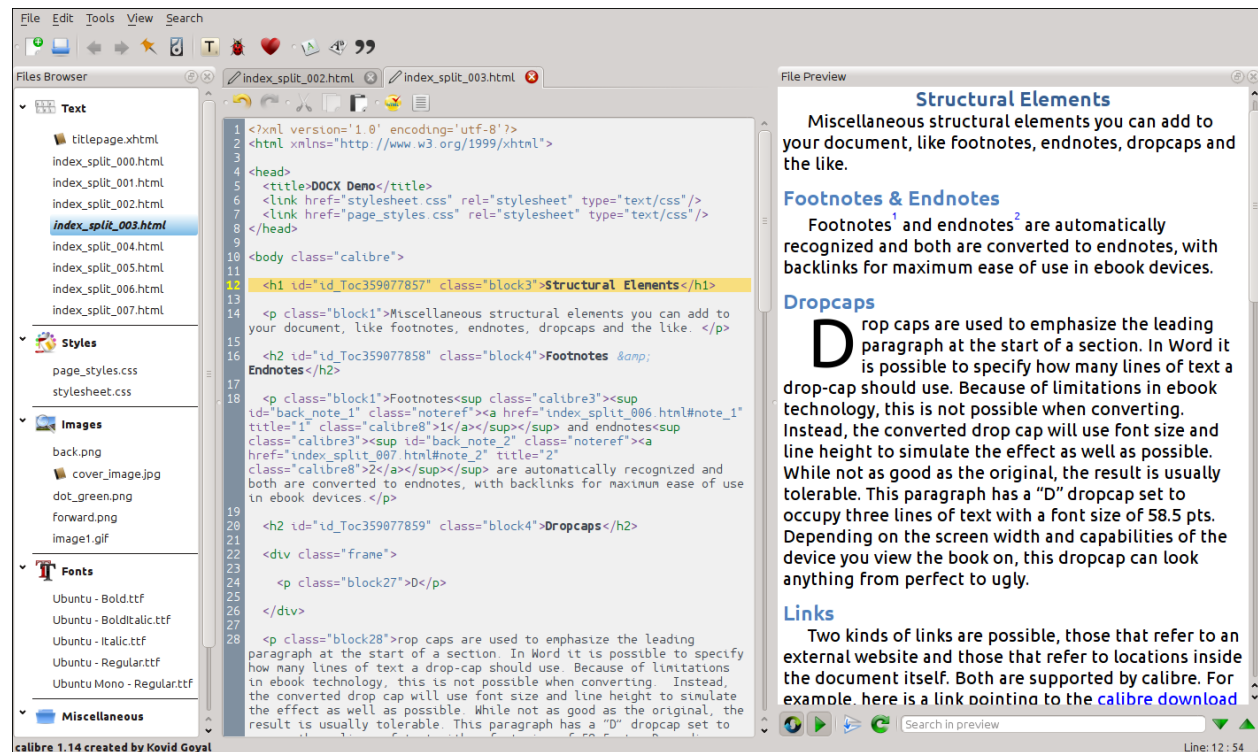 File Edit Tools View Search
Files Browser
Text
titlepage.xhtml
index_split_000.html
index_split_001.html
index_split_002.html
index_split_003.html
index_split_004.html
index_split_005.html
index_split_006.html
index_split_007.html
Styles
page_styles.css
stylesheet.css
Images
back.png
cover_image.jpg
dot_green.png
forward.png
image1.gif
Fonts
Ubuntu - Bold.ttf
Ubuntu - BoldItalic.ttf
Ubuntu - Italic.ttf
Ubuntu - Regular.ttf
Ubuntu Mono - Regular.ttf
Miscellaneous
index_split_002.html index_split_003.html
1 <?xml version='1.0' encoding='utf-8'?>
2 <html xmlns="http://www.w3.org/1999/xhtml">
3
4 <head>
5 <title>DOCX Demo</title>
6 <link href="stylesheet.css" rel="stylesheet" type="text/css"/>
7 <link href="page_styles.css" rel="stylesheet" type="text/css"/>
8 </head>
9
10 <body class="calibre">
11
12 <h1 id="id_Toc359077857" class="block3">Structural Elements</h1>
13
14 <p class="block1">Miscellaneous structural elements you can add to
your document, like footnotes, endnotes, dropcaps and the like. </p>
15
16 <h2 id="id_Toc359077858" class="block4">Footnotes &amp;
Endnotes</h2>
17
18 <p class="block1">Footnotes<sup class="calibre3"><sup
id="back_note_1" class="noteref"><a href="index_split_006.html#note_1"
title="1" class="calibre8">1</a></sup></sup> and endnotes<sup
class="calibre3"><sup id="back_note_2" class="noteref"><a
href="index_split_007.html#note_2" title="2"
class="calibre8">2</a></sup></sup> are automatically recognized and
both are converted to endnotes, with backlinks for maximum ease of use
in ebook devices.</p>
19
20 <h2 id="id_Toc359077859" class="block4">Dropcaps</h2>
21
22 <div class="frame">
23
24 <p class="block27">D</p>
25
26 </div>
27
28 <p class="block28">rop caps are used to emphasize the leading
paragraph at the start of a section. In Word it is possible to specify
how many lines of text a drop-cap should use. Because of limitations
in ebook technology, this is not possible when converting. Instead,
the converted drop cap will use font size and line height to simulate
the effect as well as possible. While not as good as the original, the
result is usually tolerable. This paragraph has a “D” dropcap set to
File Preview
Structural Elements
Miscellaneous structural elements you can add to
your document, like footnotes, endnotes, dropcaps and
the like.
Footnotes & Endnotes
Footnotes1 and endnotes2 are automatically
recognized and both are converted to endnotes, with
backlinks for maximum ease of use in ebook devices.
Dropcaps
Drop caps are used to emphasize the leading
paragraph at the start of a section. In Word it
is possible to specify how many lines of text a
drop-cap should use. Because of limitations in ebook
technology, this is not possible when converting.
Instead, the converted drop cap will use font size and
line height to simulate the effect as well as possible.
While not as good as the original, the result is usually
tolerable. This paragraph has a “D” dropcap set to
occupy three lines of text with a font size of 58.5 pts.
Depending on the screen width and capabilities of the
device you view the book on, this dropcap can look
anything from perfect to ugly.
Links
Two kinds of links are possible, those that refer to an
external website and those that refer to locations inside
the document itself. Both are supported by calibre. For
example, here is a link pointing to the calibre download
Search in preview
calibre 1.14 created by Kovid Goyal
Line: 12 : 54